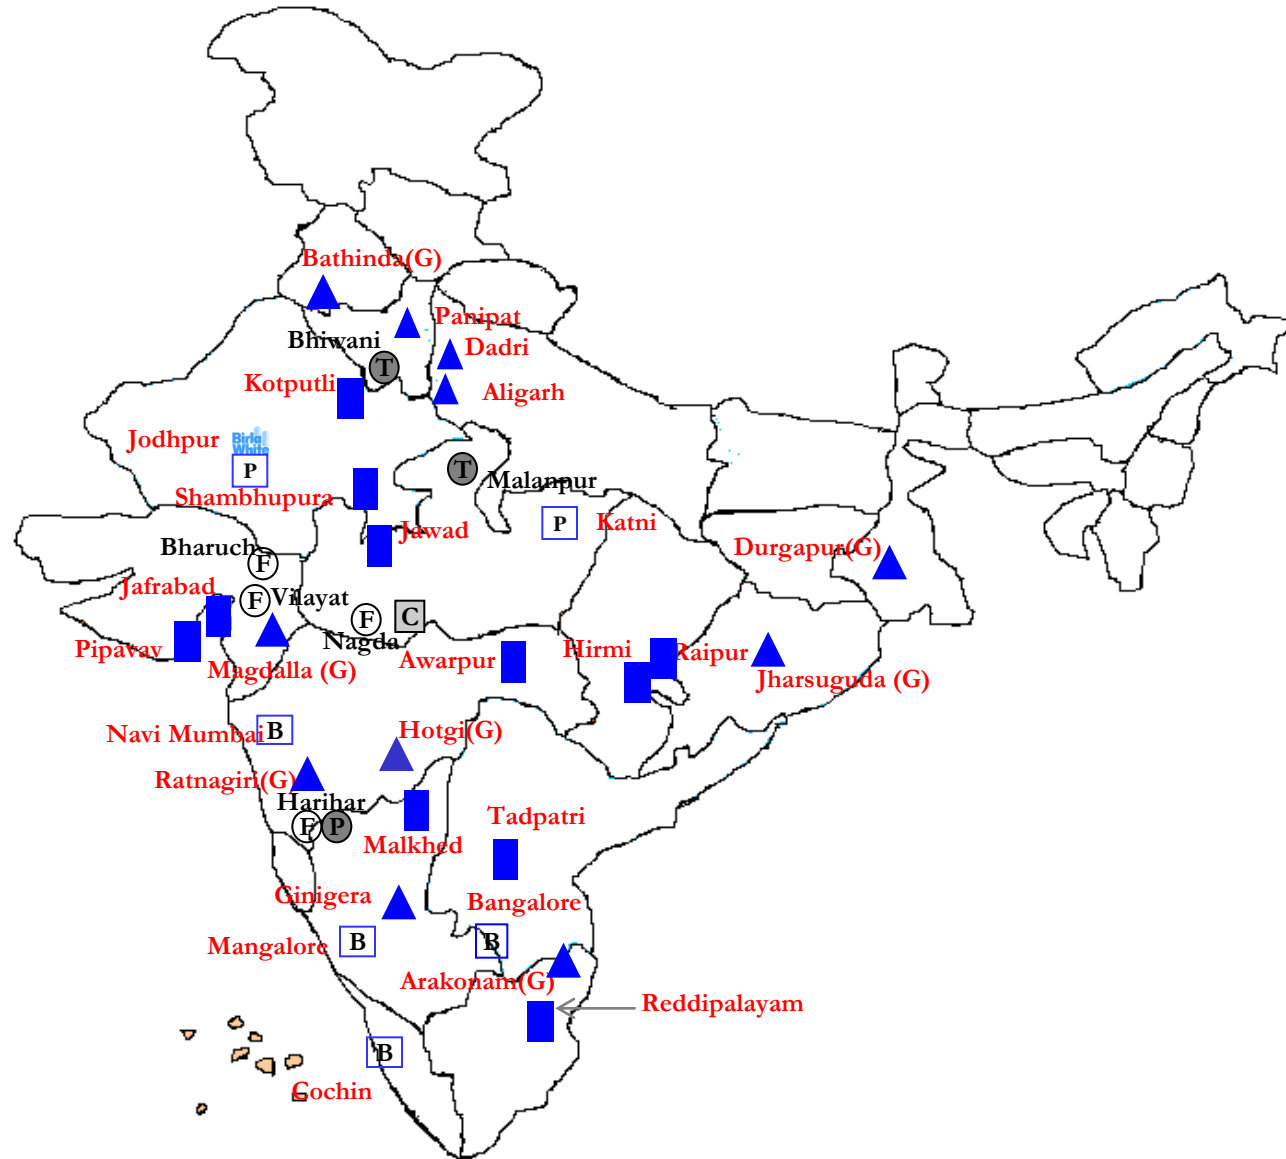 Bathinda(G)
Panipat
Bhiwani
Dadri
T
Kotputli
Aligarh
Jodhpur
Birla
White
P
T
Malanpur
Shambhupura
P
Katni
Jawad
Bharuch
F
Durgapur(G)
Jafrabad
F
Vilayat
F
C
Nagda
Pipavav
Magdalla (G)
Awarpur
Hirmi
Raipur
Jharsuguda (G)
Navi Mumbai
B
Hotgi(G)
Ratnagiri(G)
Harihar
F
P
Malkhed
Tadpatri
Ginigera
Bangalore
Mangalore
B
B
Arakonam(G)
Reddipalayam
B
Cochin